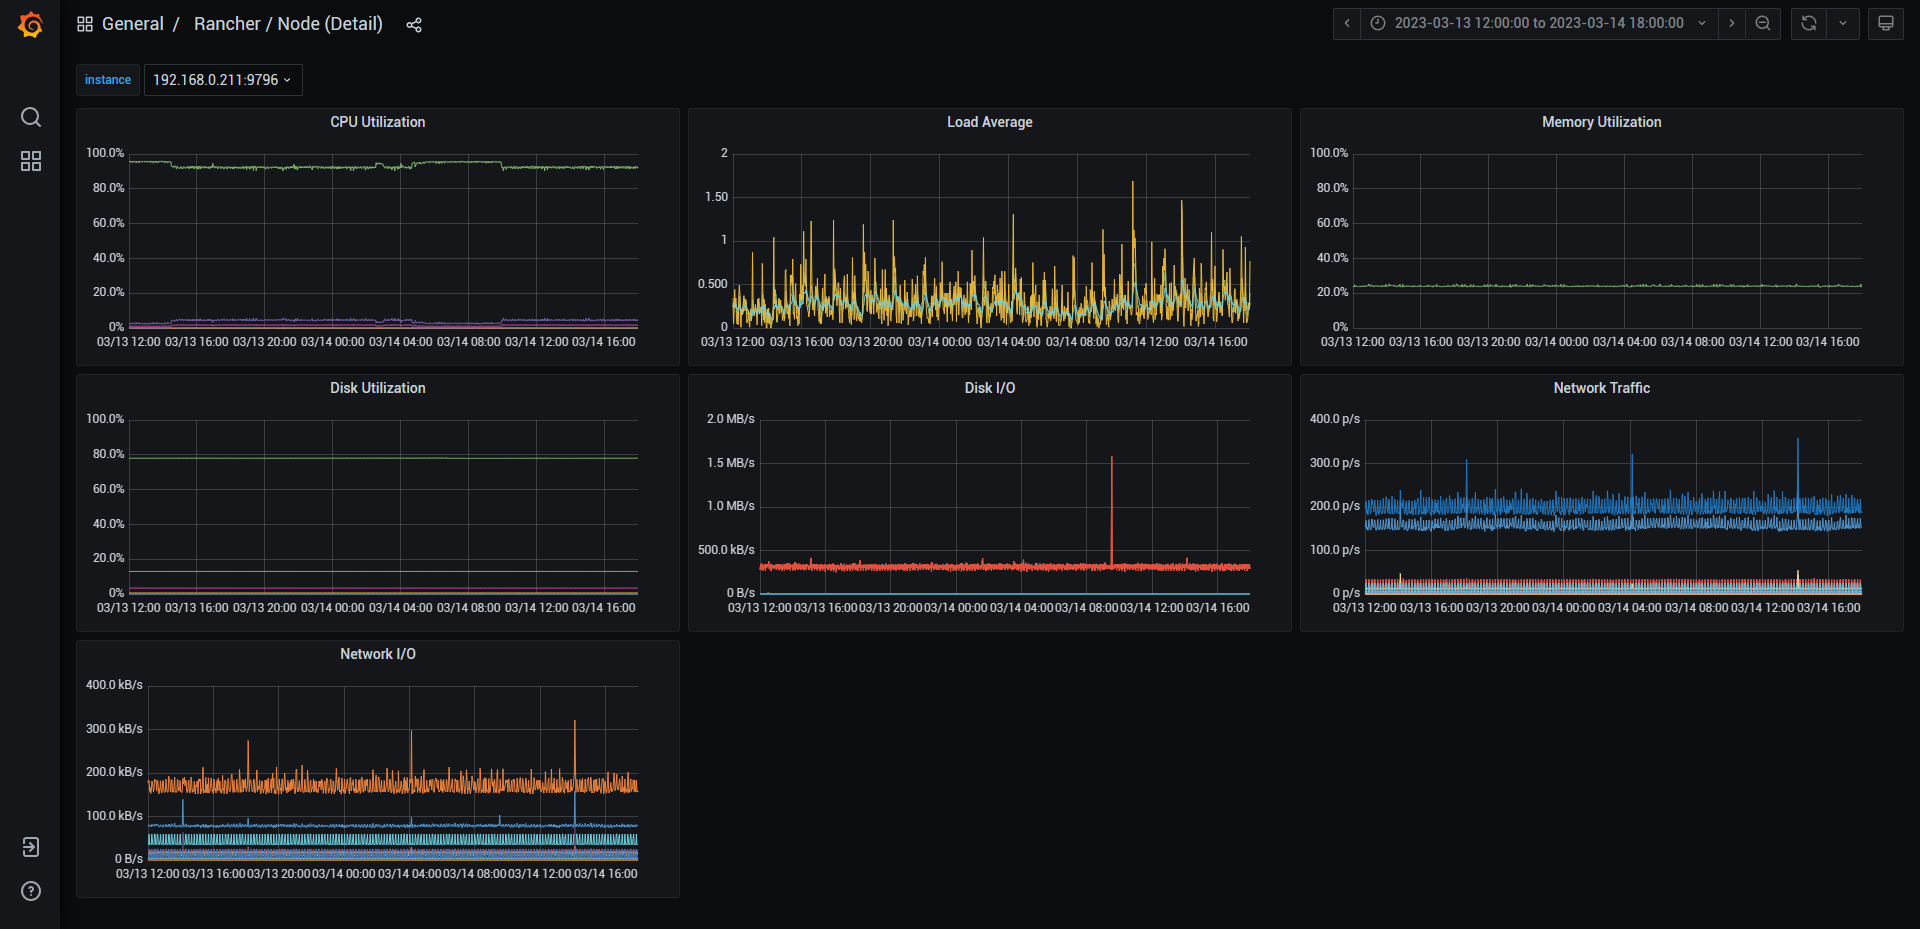 General / Rancher / Node (Detail)
2023-03-13 12:00:00 to 2023-03-14 18:00:00
instance 192.168.0.211:9796
CPU Utilization
100.0%
80.0%
60.0%
40.0%
20.0%
0%
03/13 12:00 03/13 16:00 03/13 20:00 03/14 00:00 03/14 04:00 03/14 08:00 03/14 12:00 03/14 16:00
Load Average
2
1.50
1
0.500
0
03/13 12:00 03/13 16:00 03/13 20:00 03/14 00:00 03/14 04:00 03/14 08:00 03/14 12:00 03/14 16:00
Memory Utilization
100.0%
80.0%
60.0%
40.0%
20.0%
0%
03/13 12:00 03/13 16:00 03/13 20:00 03/14 00:00 03/14 04:00 03/14 08:00 03/14 12:00 03/14 16:00
Disk Utilization
100.0%
80.0%
60.0%
40.0%
20.0%
0%
03/13 12:00 03/13 16:00 03/13 20:00 03/14 00:00 03/14 04:00 03/14 08:00 03/14 12:00 03/14 16:00
Disk I/O
2.0 MB/s
1.5 MB/s
1.0 MB/s
500.0 kB/s
0 B/s
03/13 12:00 03/13 16:00 03/13 20:00 03/14 00:00 03/14 04:00 03/14 08:00 03/14 12:00 03/14 16:00
Network Traffic
400.0 p/s
300.0 p/s
200.0 p/s
100.0 p/s
0 p/s
03/13 12:00 03/13 16:00 03/13 20:00 03/14 00:00 03/14 04:00 03/14 08:00 03/14 12:00 03/14 16:00
Network I/O
400.0 kB/s
300.0 kB/s
200.0 kB/s
100.0 kB/s
0 B/s
03/13 12:00 03/13 16:00 03/13 20:00 03/14 00:00 03/14 04:00 03/14 08:00 03/14 12:00 03/14 16:00